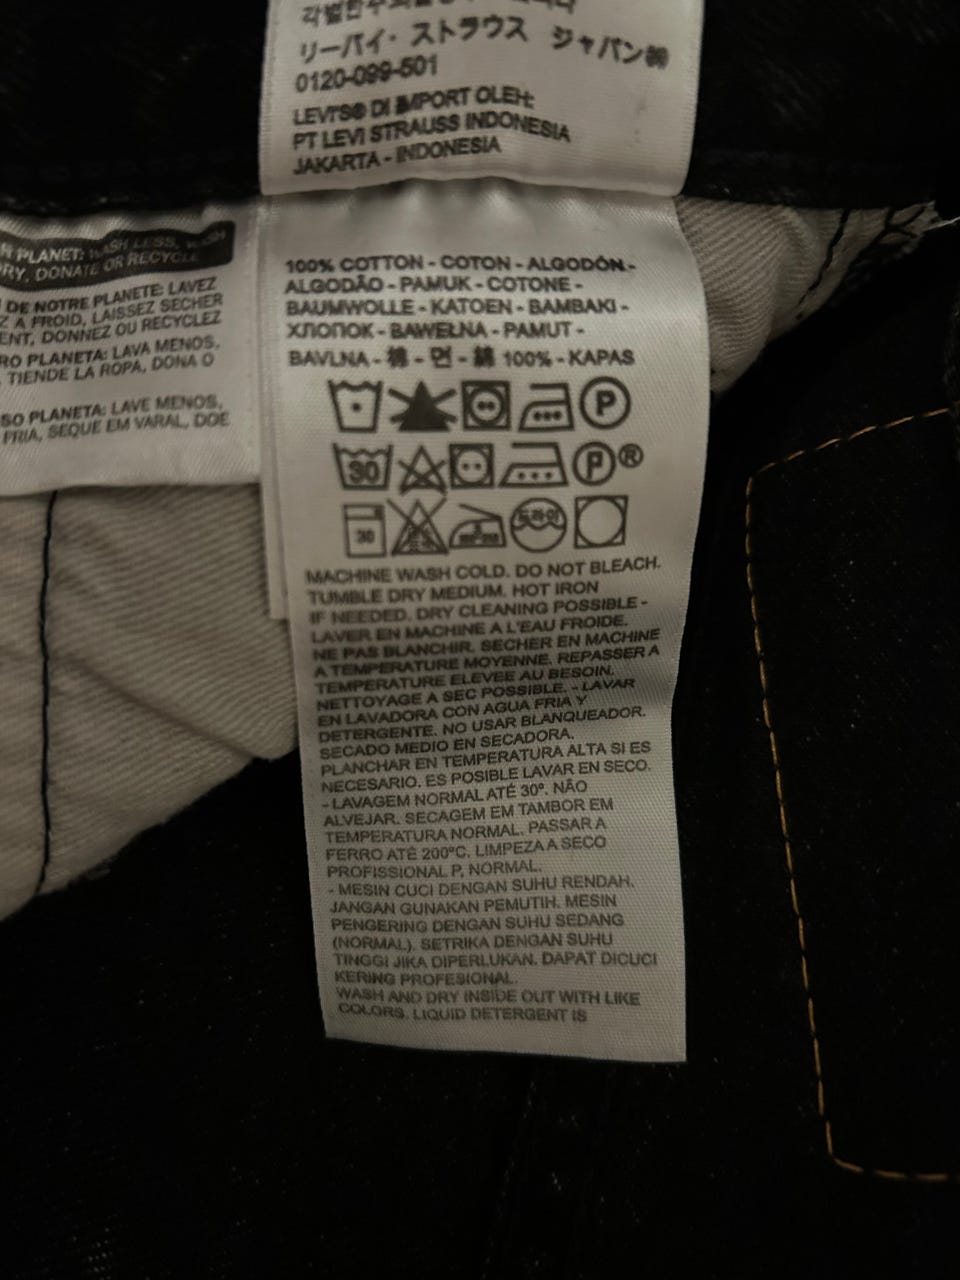 リーバイ・ストラウス ジャパン㈱
0120-099-501
LEVI'S® DI IMPORT OLEH:
PT LEVI STRAUSS INDONESIA
JAKARTA - INDONESIA
PLANET: WASH LESS, WASH
DRY, DONATE OR RECYCLE
DE NOTRE PLANETE: LAVEZ
Z A FROID, LAISSEZ SECHER
ENT, DONNEZ OU RECYCLEZ
RO PLANETA: LAVA MENOS,
TIENDE LA ROPA, DONA O
SO PLANETA: LAVE MENOS,
FRIA, SEQUE EM VARAL, DOE
100% COTTON - COTON - ALGODÓN -
ALGODÃO - PAMUK - COTONE -
BAUMWOLLE - KATOEN - BAMBAKI -
ХЛОПОК - BAWEŁNA - PAMUT -
BAVLNA - 棉 - 면 - 綿 100% - KAPAS
P
30 P®
30 드라이
MACHINE WASH COLD. DO NOT BLEACH.
TUMBLE DRY MEDIUM. HOT IRON
IF NEEDED. DRY CLEANING POSSIBLE -
LAVER EN MACHINE A L'EAU FROIDE.
NE PAS BLANCHIR. SECHER EN MACHINE
A TEMPERATURE MOYENNE. REPASSER A
TEMPERATURE ELEVEE AU BESOIN.
NETTOYAGE A SEC POSSIBLE. - LAVAR
EN LAVADORA CON AGUA FRIA Y
DETERGENTE. NO USAR BLANQUEADOR.
SECADO MEDIO EN SECADORA.
PLANCHAR EN TEMPERATURA ALTA SI ES
NECESARIO. ES POSIBLE LAVAR EN SECO.
- LAVAGEM NORMAL ATÉ 30º. NÃO
ALVEJAR. SECAGEM EM TAMBOR EM
TEMPERATURA NORMAL. PASSAR A
FERRO ATÉ 200ºC. LIMPEZA A SECO
PROFISSIONAL P, NORMAL.
- MESIN CUCI DENGAN SUHU RENDAH.
JANGAN GUNAKAN PEMUTIH. MESIN
PENGERING DENGAN SUHU SEDANG
(NORMAL). SETRIKA DENGAN SUHU
TINGGI JIKA DIPERLUKAN. DAPAT DICUCI
KERING PROFESIONAL.
WASH AND DRY INSIDE OUT WITH LIKE
COLORS. LIQUID DETERGENT IS